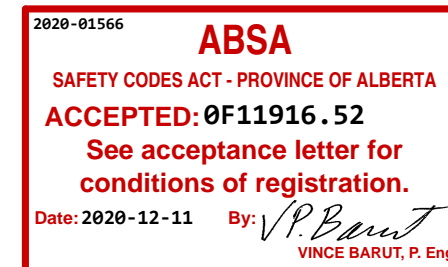 2020-01566
ABSA
SAFETY CODES ACT - PROVINCE OF ALBERTA
ACCEPTED: 0F11916.52
See acceptance letter for
conditions of registration.
Date: 2020-12-11 By: VP. Barut
VINCE BARUT, P. Eng